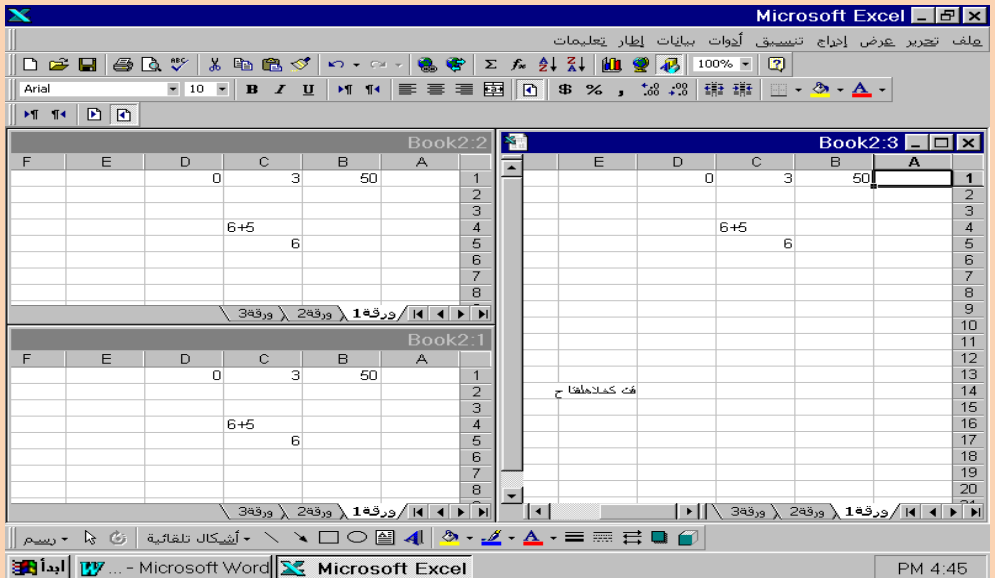 Microsoft Excel
ملف تحرير عرض إدراج تنسيق أدوات بيانات إطار تعليمات
100%
Arial 10 B I U $ % ,
Book2:2
F E D C B A
0 3 50 1
2
3
6+5 4
6 5
6
7
8
ورقة1 ورقة2 ورقة3
Book2:1
F E D C B A
0 3 50 1
2
3
6+5 4
6 5
6
7
8
ورقة1 ورقة2 ورقة3
Book2:3
E D C B A
0 3 50 1
2
3
6+5 4
6 5
6
7
8
9
10
11
12
13
14
15
16
17
18
19
20
ورقة1 ورقة2 ورقة3
رسم أشكال تلقائية
ابدأ ... - Microsoft Word Microsoft Excel PM 4:45